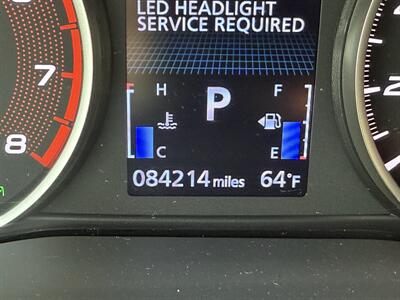 LED HEADLIGHT
SERVICE REQUIRED
H P F
C E
084214 miles 64°F
7
8